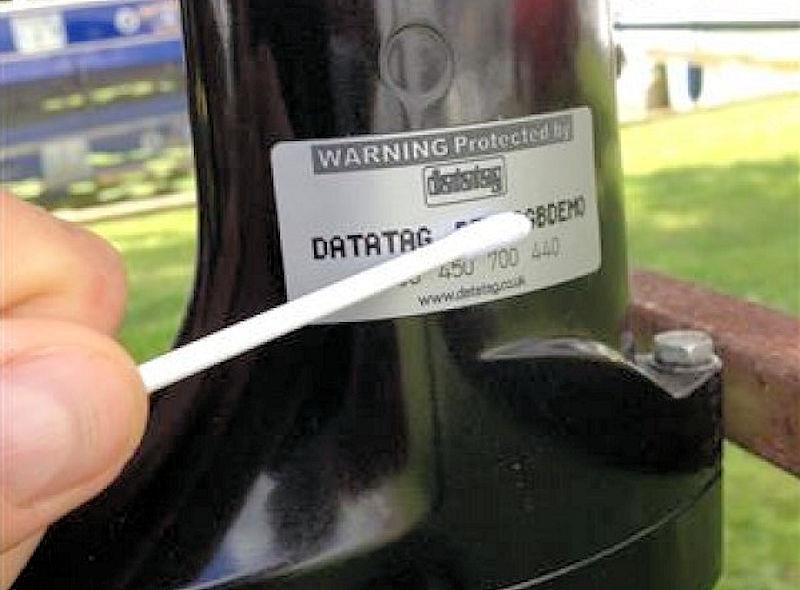 WARNING Protected by
datatag
DATATAG
450 700 440
www.datatag.co.uk